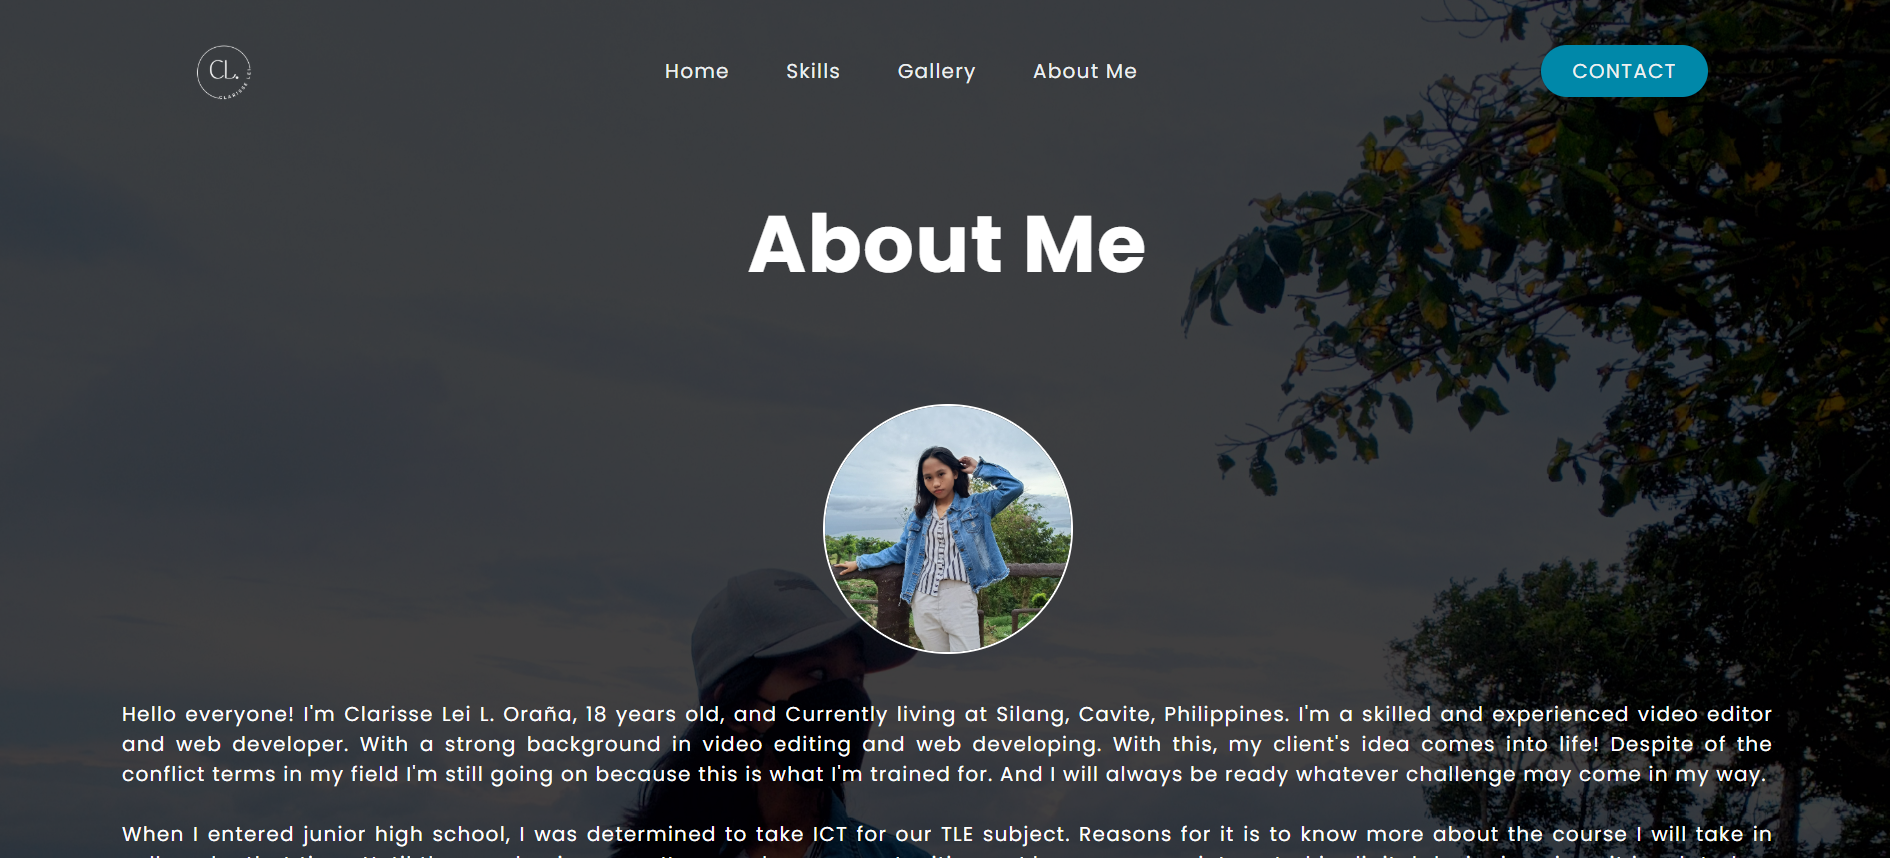 CL.
CLARISSE LEI
Home Skills Gallery About Me
CONTACT
About Me
Hello everyone! I'm Clarisse Lei L. Oraña, 18 years old, and Currently living at Silang, Cavite, Philippines. I'm a skilled and experienced video editor
and web developer. With a strong background in video editing and web developing. With this, my client's idea comes into life! Despite of the
conflict terms in my field I'm still going on because this is what I'm trained for. And I will always be ready whatever challenge may come in my way.
When I entered junior high school, I was determined to take ICT for our TLE subject. Reasons for it is to know more about the course I will take in